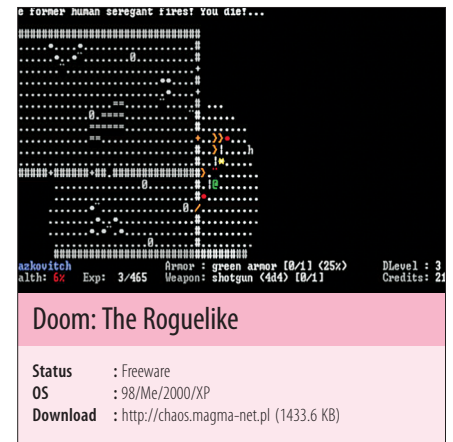 e former human seregant fires! You die!...
azkovitch Armor : green armor [0/1] (25%) DLevel : 3
alth: 6% Exp: 3/465 Weapon: shotgun (4d4) [0/1] Credits: 21
Doom: The Roguelike
Status : Freeware
OS : 98/Me/2000/XP
Download : http://chaos.magma-net.pl (1433.6 KB)